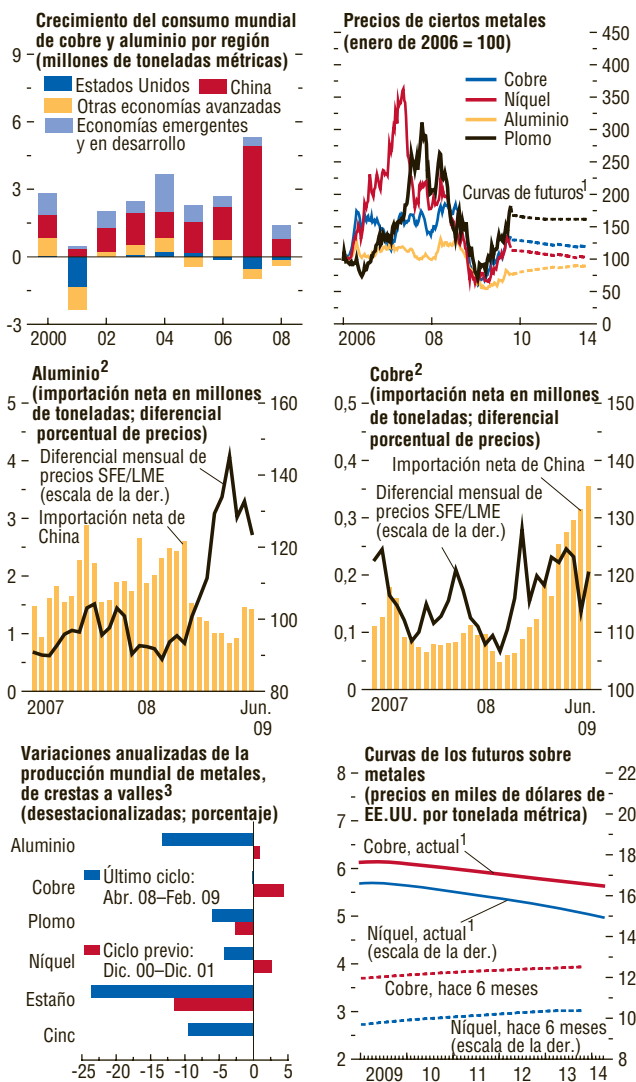 Crecimiento del consumo mundial
de cobre y aluminio por región
(millones de toneladas métricas)
9
6
3
0
-3
Estados Unidos
China
Otras economías avanzadas
Economías emergentes
y en desarrollo
2000
02
04
06
08
Precios de ciertos metales
(enero de 2006 = 100)
450
400
350
300
250
200
150
100
50
0
Cobre
Níquel
Aluminio
Plomo
Curvas de futuros1
2006
08
10
14
Aluminio2
(importación neta en millones
de toneladas; diferencial
porcentual de precios)
5
4
3
2
1
0
160
140
120
100
80
Diferencial mensual de
precios SFE/LME
(escala de la der.)
Importación neta de
China
2007
08
Jun.
09
Cobre2
(importación neta en millones
de toneladas; diferencial
porcentual de precios)
0,5
0,4
0,3
0,2
0,1
0
150
140
130
120
110
100
Importación neta de China
Diferencial mensual de
precios SFE/LME
(escala de la der.)
2007
08
Jun.
09
Variaciones anualizadas de la
producción mundial de metales,
de crestas a valles3
(desestacionalizadas; porcentaje)
Aluminio
Cobre
Plomo
Níquel
Estaño
Cinc
Último ciclo:
Abr. 08–Feb. 09
Ciclo previo:
Dic. 00–Dic. 01
-25 -20 -15 -10 -5 0 5
Curvas de los futuros sobre
metales
(precios en miles de dólares de
EE.UU. por tonelada métrica)
8
7
6
5
4
3
2
22
20
18
16
14
12
10
8
Cobre, actual1
Níquel, actual1
(escala de la der.)
Cobre, hace 6 meses
Níquel, hace 6 meses
(escala de la der.)
2009
10
11
12
13
14